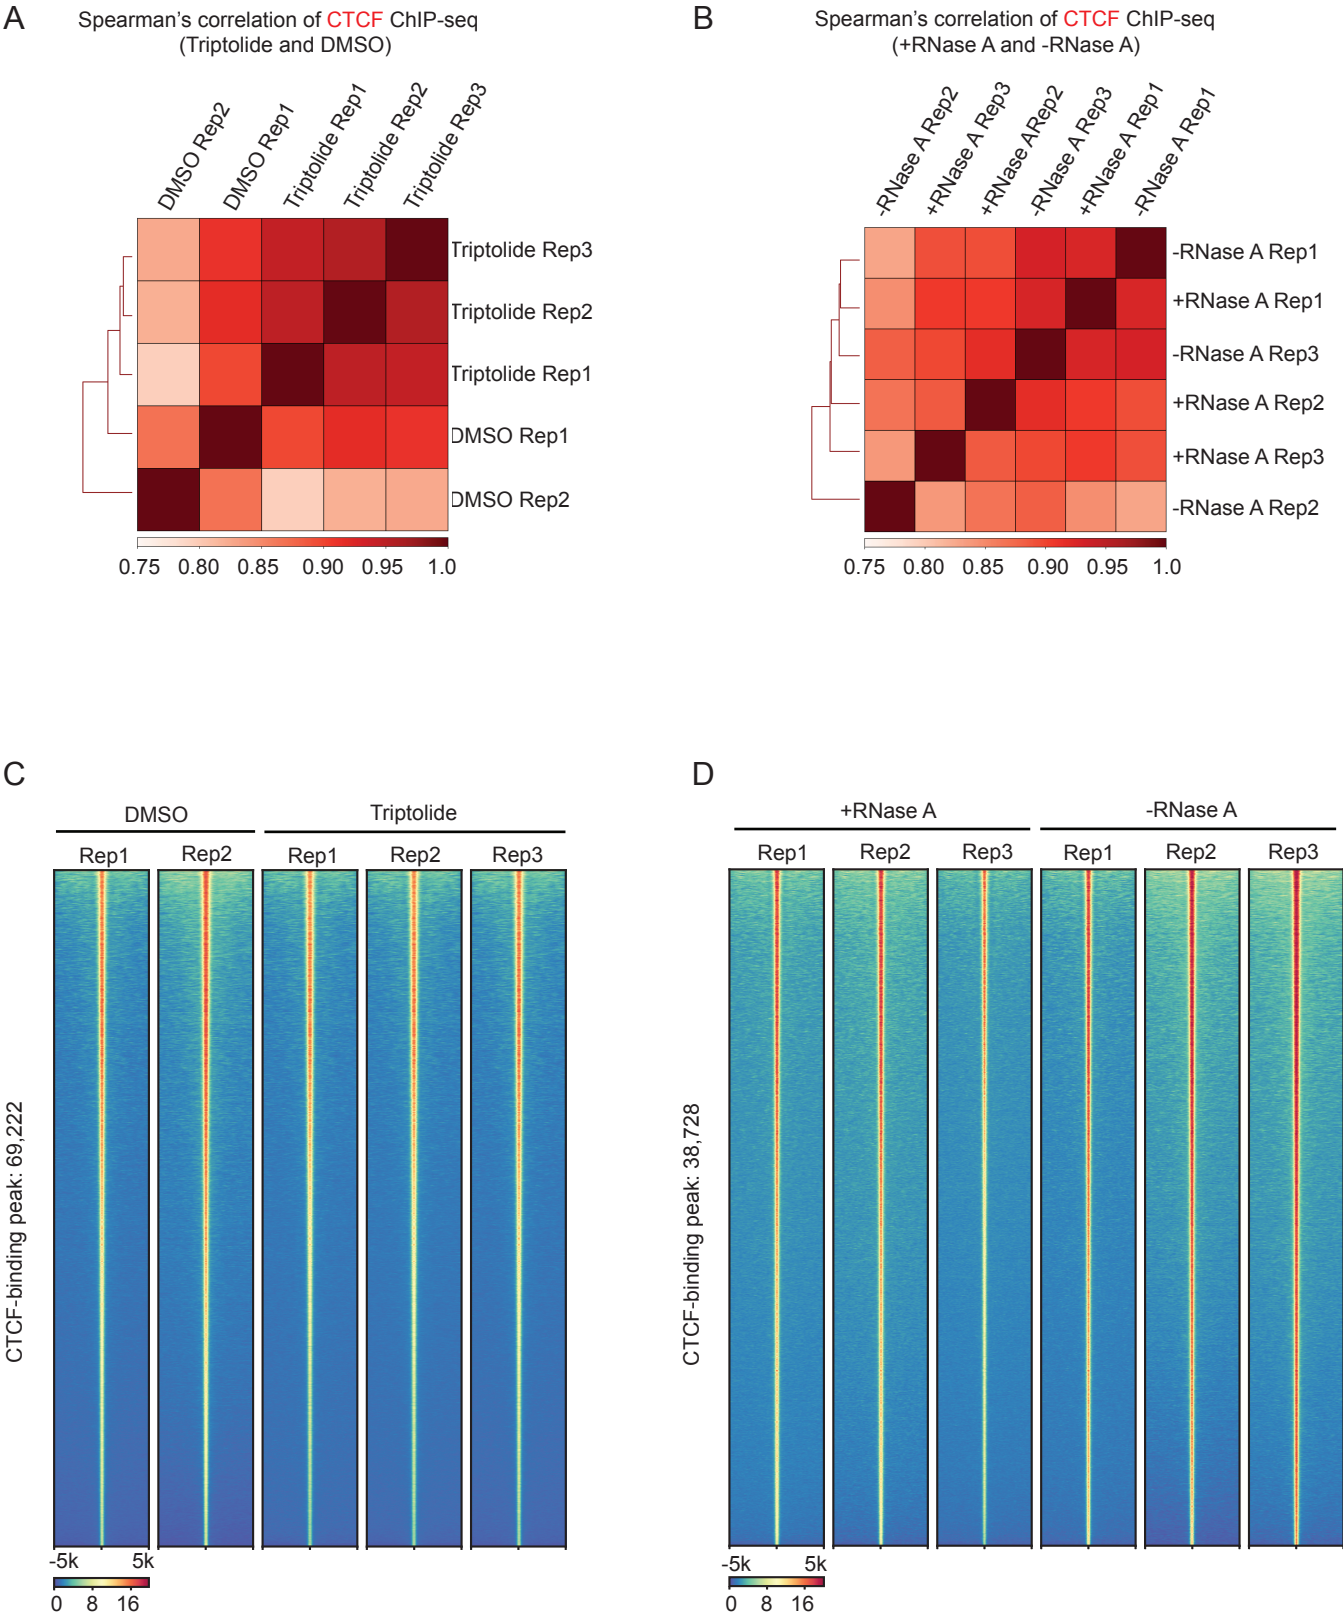 A
Spearman's correlation of CTCF ChIP-seq
(Triptolide and DMSO)
DMSO Rep2
DMSO Rep1
Triptolide Rep1
Triptolide Rep2
Triptolide Rep3
Triptolide Rep3
Triptolide Rep2
Triptolide Rep1
DMSO Rep1
DMSO Rep2
0.75 0.80 0.85 0.90 0.95 1.0
B
Spearman's correlation of CTCF ChIP-seq
(+RNase A and -RNase A)
-RNase A Rep2
+RNase A Rep3
+RNase ARep2
-RNase A Rep3
+RNase A Rep1
-RNase A Rep1
-RNase A Rep1
+RNase A Rep1
-RNase A Rep3
+RNase A Rep2
+RNase A Rep3
-RNase A Rep2
0.75 0.80 0.85 0.90 0.95 1.0
C
DMSO Triptolide
Rep1 Rep2 Rep1 Rep2 Rep3
CTCF-binding peak: 69,222
-5k 5k
0 8 16
D
+RNase A -RNase A
Rep1 Rep2 Rep3 Rep1 Rep2 Rep3
CTCF-binding peak: 38,728
-5k 5k
0 8 16